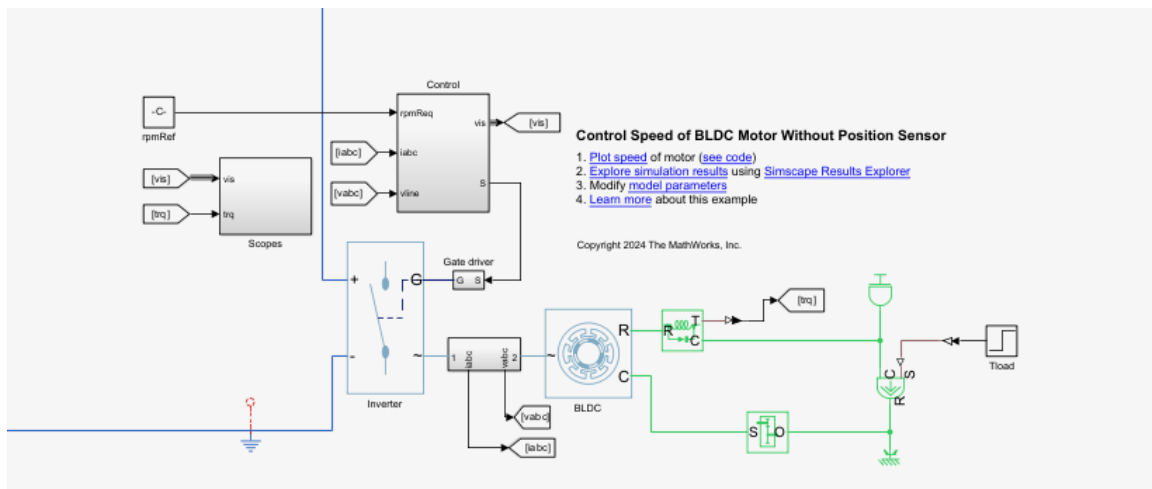 Control
-C-
rpmRef
rpmReq
vis
[vis]
[iabc]
iabc
[vabc]
vline
S
Control Speed of BLDC Motor Without Position Sensor
1. Plot speed of motor (see code)
2. Explore simulation results using Simscape Results Explorer
3. Modify model parameters
4. Learn more about this example
Copyright 2024 The MathWorks, Inc.
[vis]
vis
[trq]
trq
Scopes
Gate driver
G S
+
G
-
~
Inverter
1
iabc
vabc
2
~
BLDC
R
C
[vabc]
[iabc]
R
T
C
[trq]
Tload
C
S
R
S
O